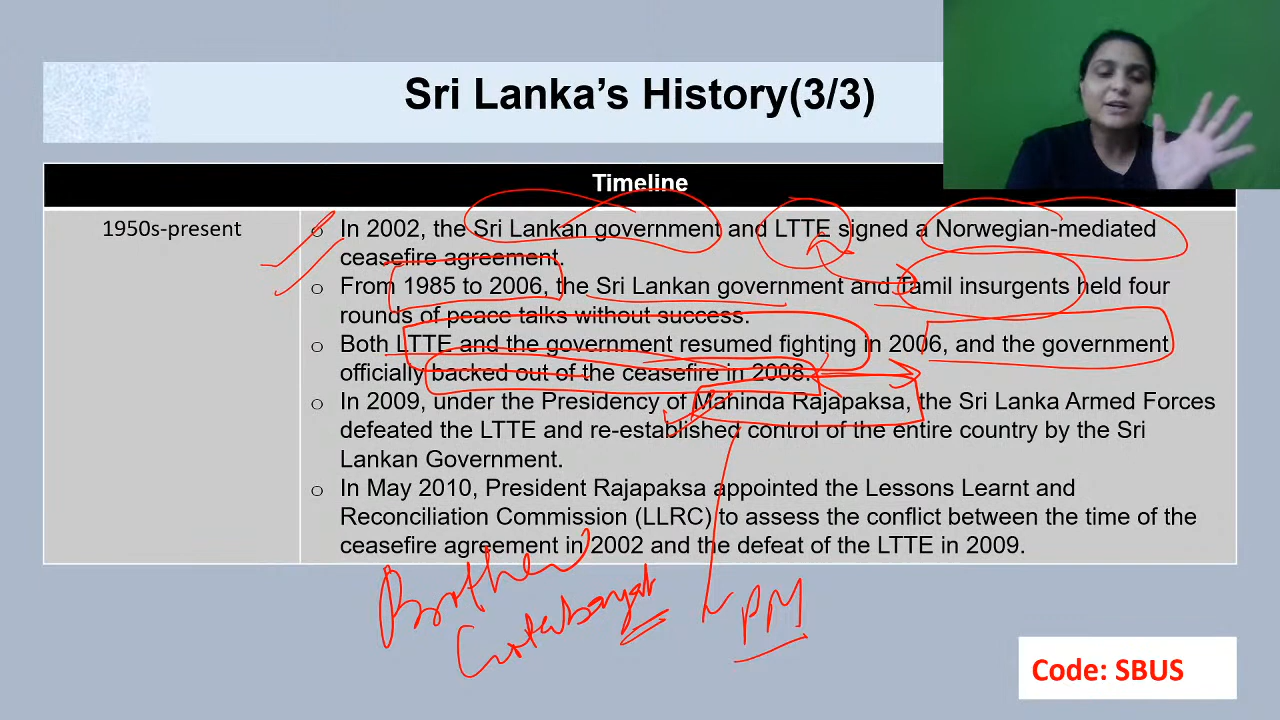 Sri Lanka’s History(3/3)
Timeline
1950s-present
o In 2002, the Sri Lankan government and LTTE signed a Norwegian-mediated
ceasefire agreement.
o From 1985 to 2006, the Sri Lankan government and Tamil insurgents held four
rounds of peace talks without success.
o Both LTTE and the government resumed fighting in 2006, and the government
officially backed out of the ceasefire in 2008.
o In 2009, under the Presidency of Mahinda Rajapaksa, the Sri Lanka Armed Forces
defeated the LTTE and re-established control of the entire country by the Sri
Lankan Government.
o In May 2010, President Rajapaksa appointed the Lessons Learnt and
Reconciliation Commission (LLRC) to assess the conflict between the time of the
ceasefire agreement in 2002 and the defeat of the LTTE in 2009.
Brother
PM
Code: SBUS